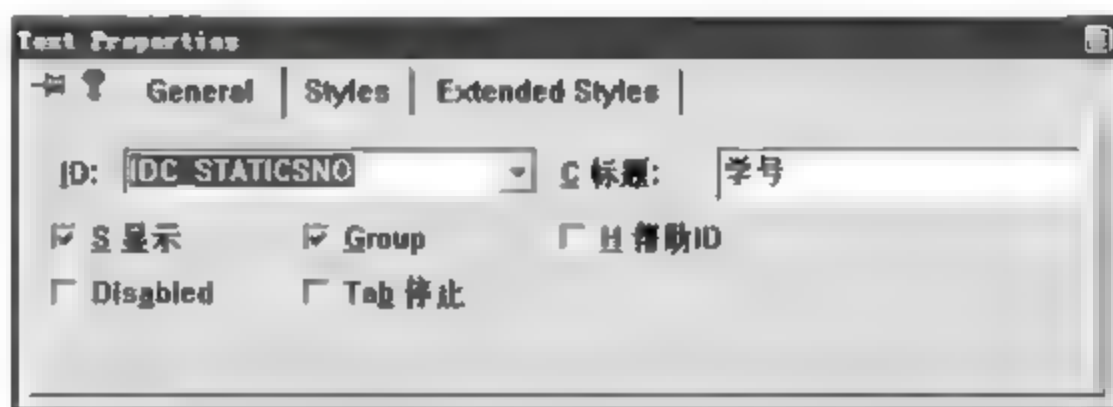 Text Properties
General Styles Extended Styles
ID: IDC_STATICSNO C 标题: 学号
S 显示 Group H 帮助ID
Disabled Tab 停止